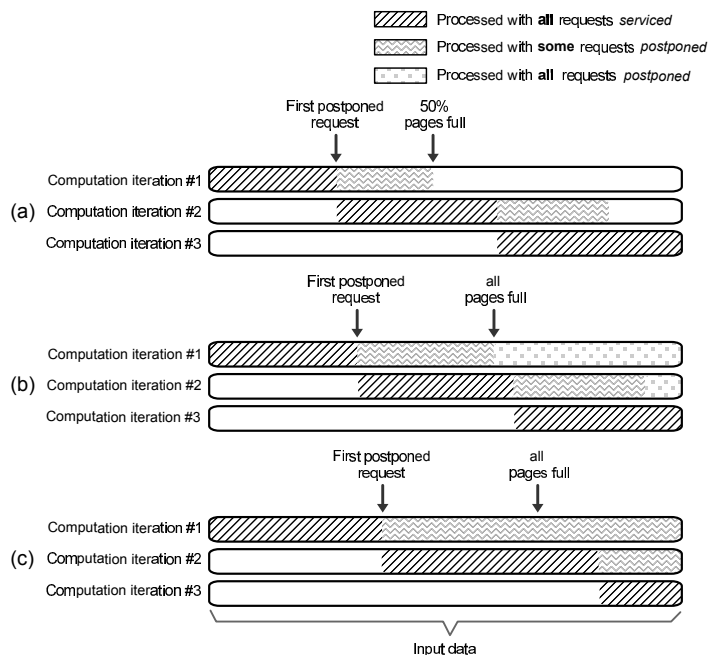 Processed with all requests serviced
Processed with some requests postponed
Processed with all requests postponed
First postponed
request
50%
pages full
(a)
Computation iteration #1
Computation iteration #2
Computation iteration #3
First postponed
request
all
pages full
(b)
Computation iteration #1
Computation iteration #2
Computation iteration #3
First postponed
request
all
pages full
(c)
Computation iteration #1
Computation iteration #2
Computation iteration #3
Input data